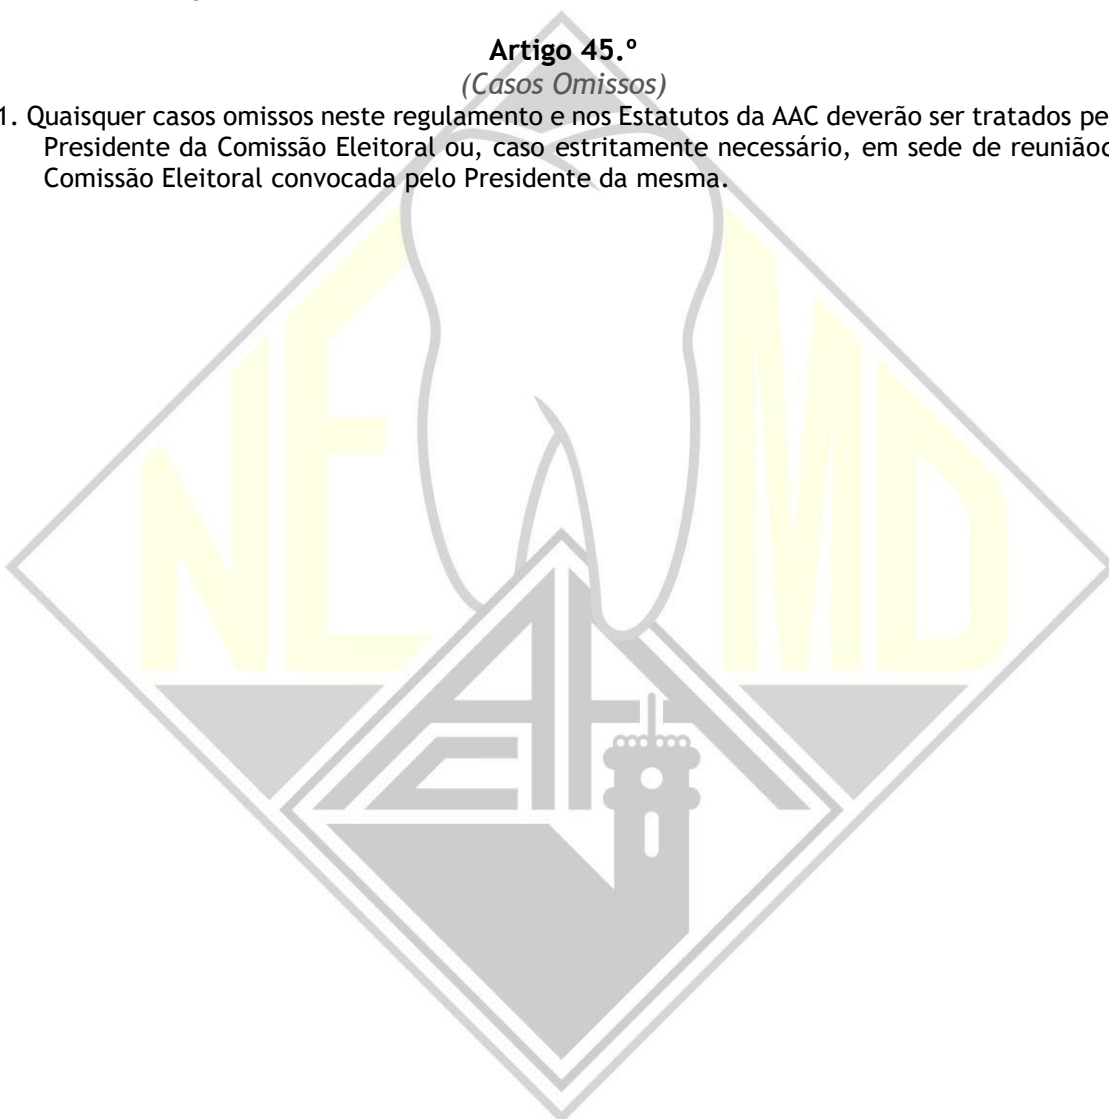 Artigo 45.º
(Casos Omissos)
1. Quaisquer casos omissos neste regulamento e nos Estatutos da AAC deverão ser tratados pe
Presidente da Comissão Eleitoral ou, caso estritamente necessário, em sede de reunião
Comissão Eleitoral convocada pelo Presidente da mesma.
NE MD